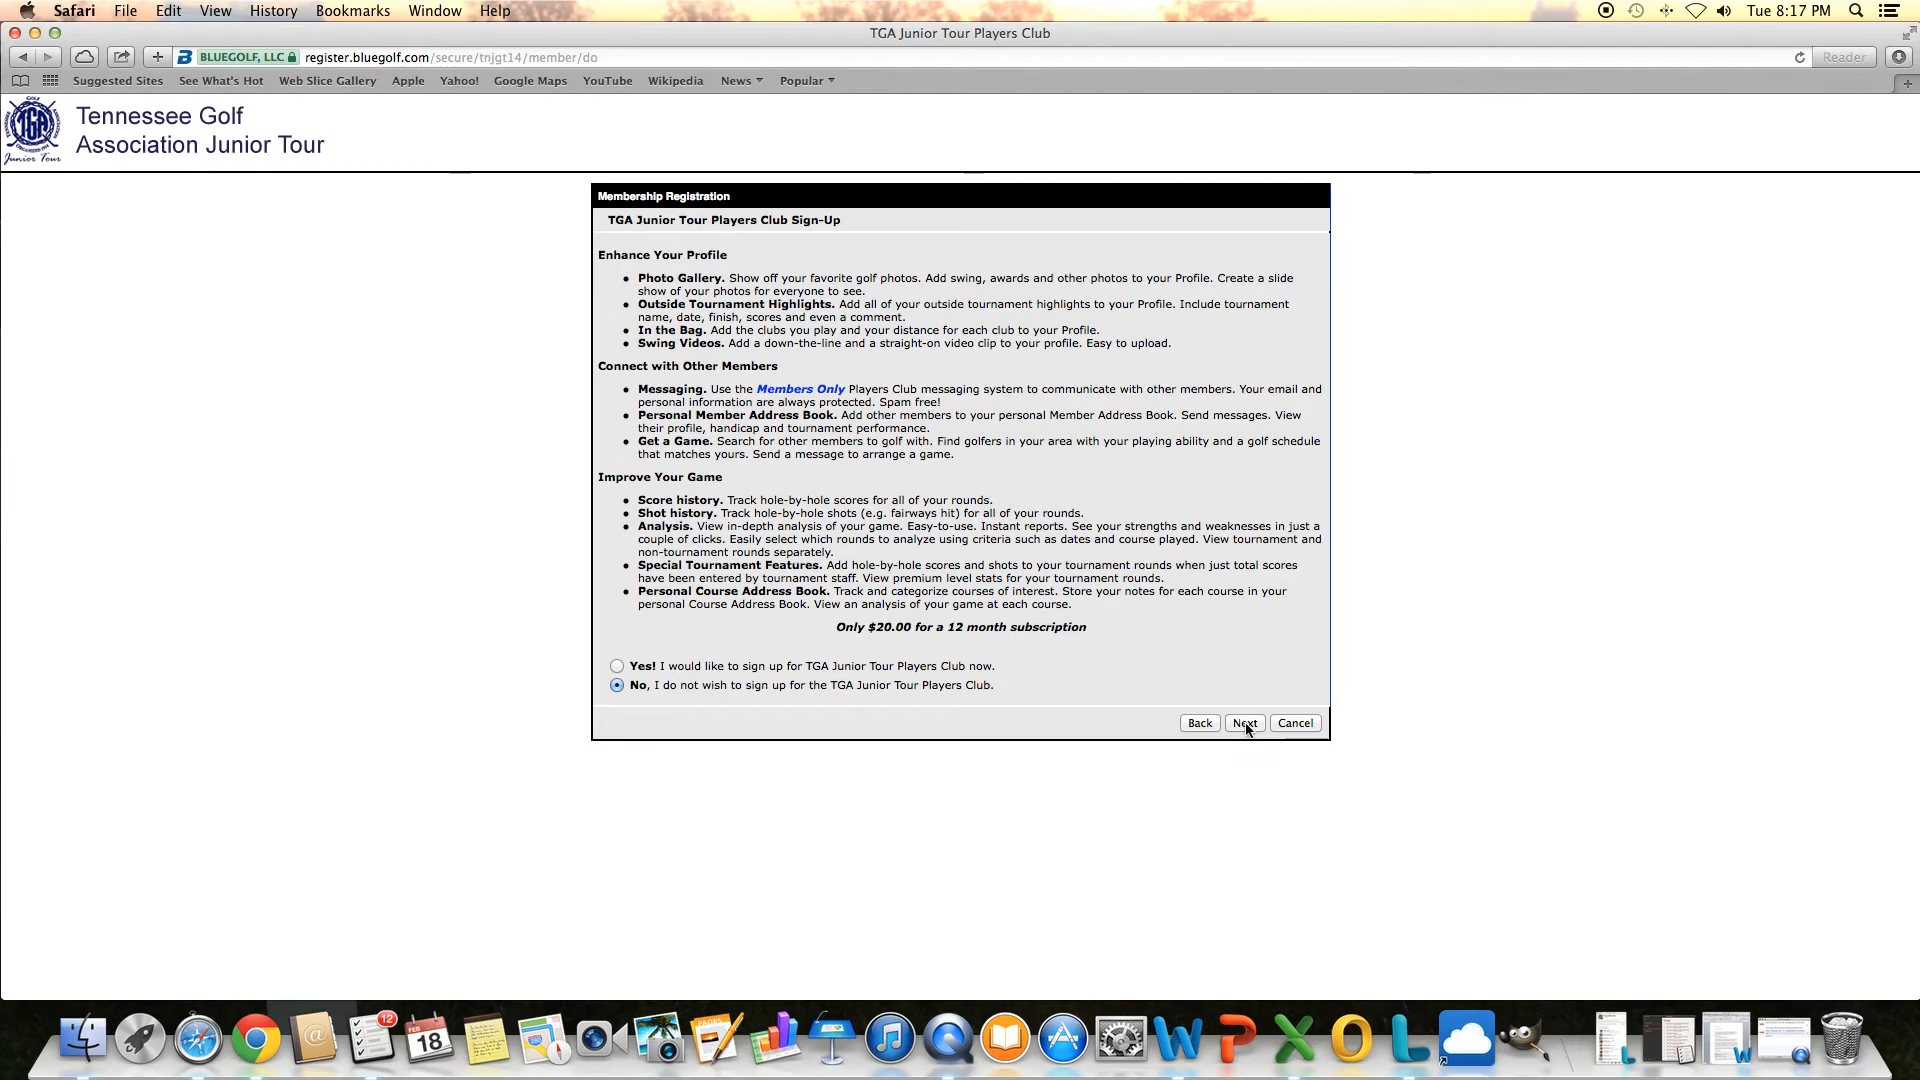 Safari File Edit View History Bookmarks Window Help Tue 8:17 PM
TGA Junior Tour Players Club
BLUEGOLF, LLC register.bluegolf.com/secure/tnjgt14/member/do Reader
Suggested Sites See What's Hot Web Slice Gallery Apple Yahoo! Google Maps YouTube Wikipedia News Popular
TGA
Junior Tour
Tennessee Golf
Association Junior Tour
Membership Registration
TGA Junior Tour Players Club Sign-Up
Enhance Your Profile
• Photo Gallery. Show off your favorite golf photos. Add swing, awards and other photos to your Profile. Create a slide
show of your photos for everyone to see.
• Outside Tournament Highlights. Add all of your outside tournament highlights to your Profile. Include tournament
name, date, finish, scores and even a comment.
• In the Bag. Add the clubs you play and your distance for each club to your Profile.
• Swing Videos. Add a down-the-line and a straight-on video clip to your profile. Easy to upload.
Connect with Other Members
• Messaging. Use the Members Only Players Club messaging system to communicate with other members. Your email and
personal information are always protected. Spam free!
• Personal Member Address Book. Add other members to your personal Member Address Book. Send messages. View
their profile, handicap and tournament performance.
• Get a Game. Search for other members to golf with. Find golfers in your area with your playing ability and a golf schedule
that matches yours. Send a message to arrange a game.
Improve Your Game
• Score history. Track hole-by-hole scores for all of your rounds.
• Shot history. Track hole-by-hole shots (e.g. fairways hit) for all of your rounds.
• Analysis. View in-depth analysis of your game. Easy-to-use. Instant reports. See your strengths and weaknesses in just a
couple of clicks. Easily select which rounds to analyze using criteria such as dates and course played. View tournament and
non-tournament rounds separately.
• Special Tournament Features. Add hole-by-hole scores and shots to your tournament rounds when just total scores
have been entered by tournament staff. View premium level stats for your tournament rounds.
• Personal Course Address Book. Track and categorize courses of interest. Store your notes for each course in your
personal Course Address Book. View an analysis of your game at each course.
Only $20.00 for a 12 month subscription
Yes! I would like to sign up for TGA Junior Tour Players Club now.
No, I do not wish to sign up for the TGA Junior Tour Players Club.
Back Next Cancel
12
FEB
18
PAGES